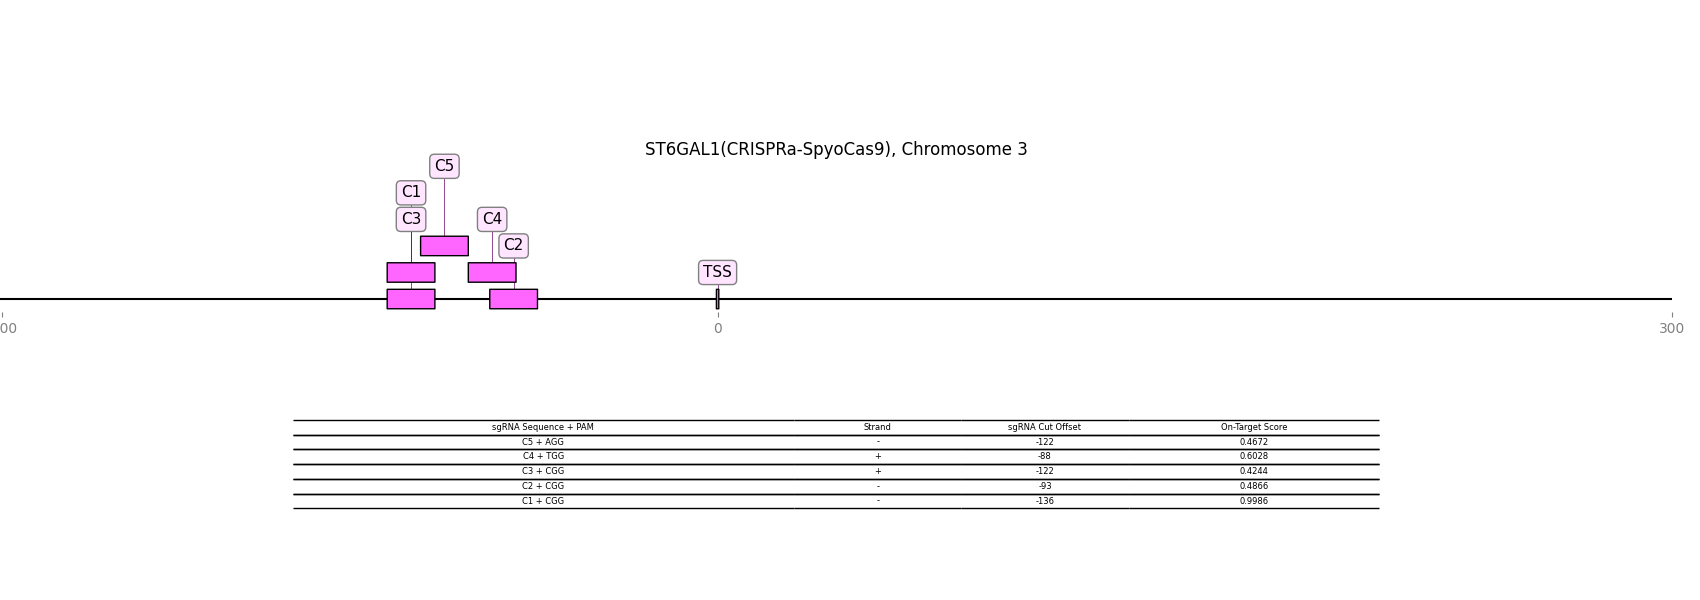 ST6GAL1(CRISPRa-SpyoCas9), Chromosome 3
C5
C1
C3 C4
C2
TSS
00 0 300
sgRNA Sequence + PAM Strand sgRNA Cut Offset On-Target Score
C5 + AGG - -122 0.4672
C4 + TGG + -88 0.6028
C3 + CGG + -122 0.4244
C2 + CGG - -93 0.4866
C1 + CGG - -136 0.9986